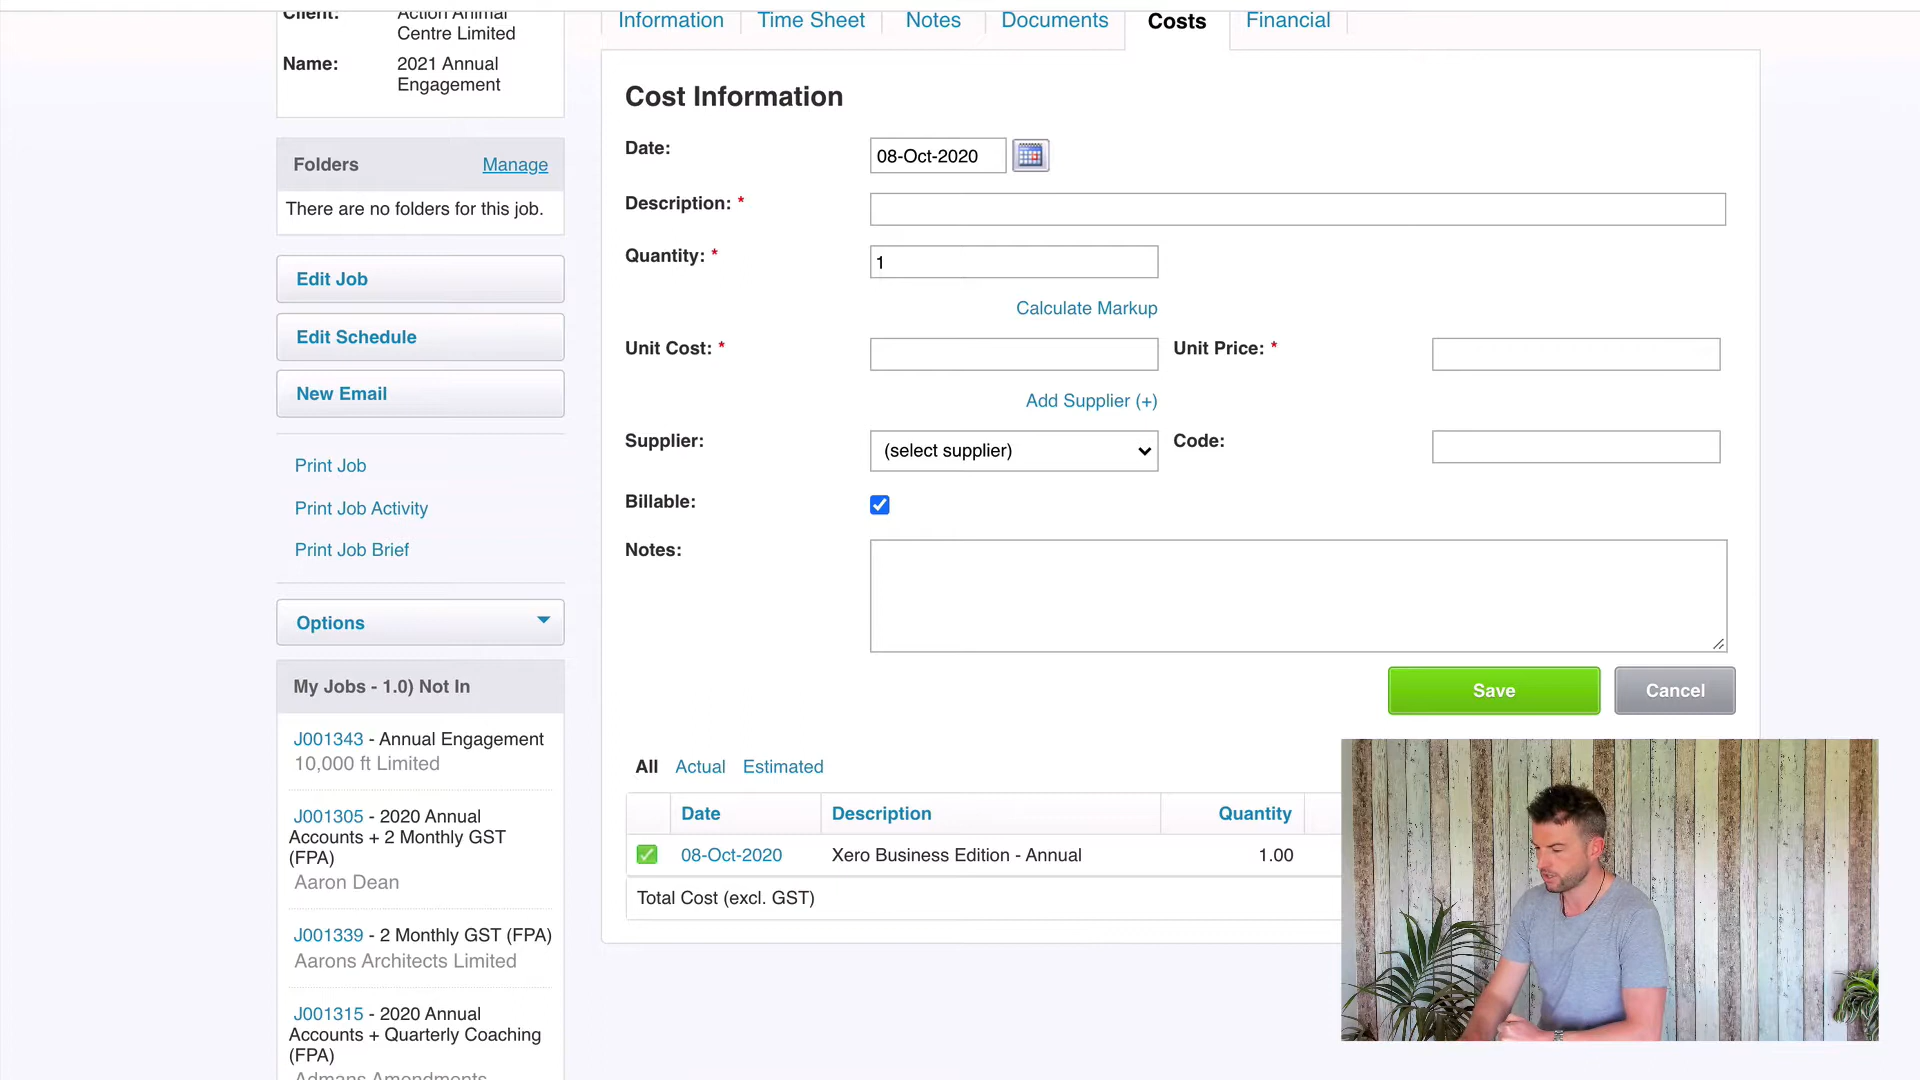 Client:
Action Animal
Centre Limited
Name:
2021 Annual
Engagement
Folders
Manage
There are no folders for this job.
Edit Job
Edit Schedule
New Email
Print Job
Print Job Activity
Print Job Brief
Options
My Jobs - 1.0) Not In
J001343 - Annual Engagement
10,000 ft Limited
J001305 - 2020 Annual
Accounts + 2 Monthly GST
(FPA)
Aaron Dean
J001339 - 2 Monthly GST (FPA)
Aarons Architects Limited
J001315 - 2020 Annual
Accounts + Quarterly Coaching
(FPA)
Admans Amendments
Information
Time Sheet
Notes
Documents
Costs
Financial
Cost Information
Date:
08-Oct-2020
Description: *
Quantity: *
1
Calculate Markup
Unit Cost: *
Unit Price: *
Add Supplier (+)
Supplier:
(select supplier)
Code:
Billable:
Notes:
Save
Cancel
All
Actual
Estimated
Date
Description
Quantity
08-Oct-2020
Xero Business Edition - Annual
1.00
Total Cost (excl. GST)